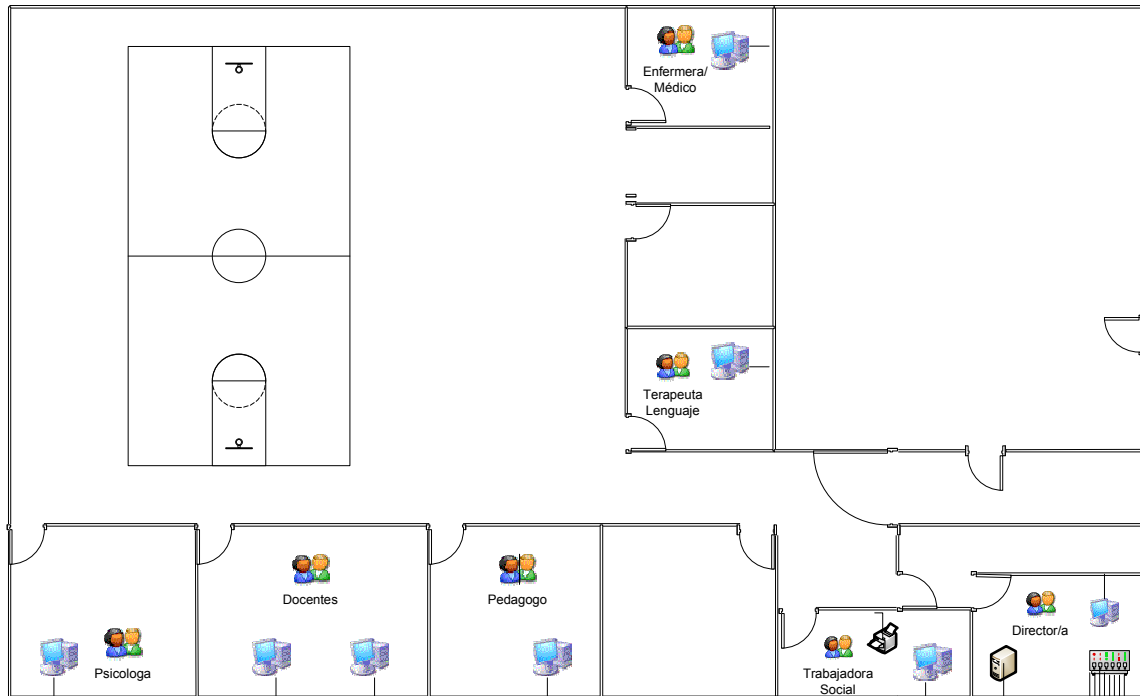 Enfermera/
Médico
Terapeuta
Lenguaje
Docentes
Pedagogo
Psicologa
Director/a
Trabajadora
Social